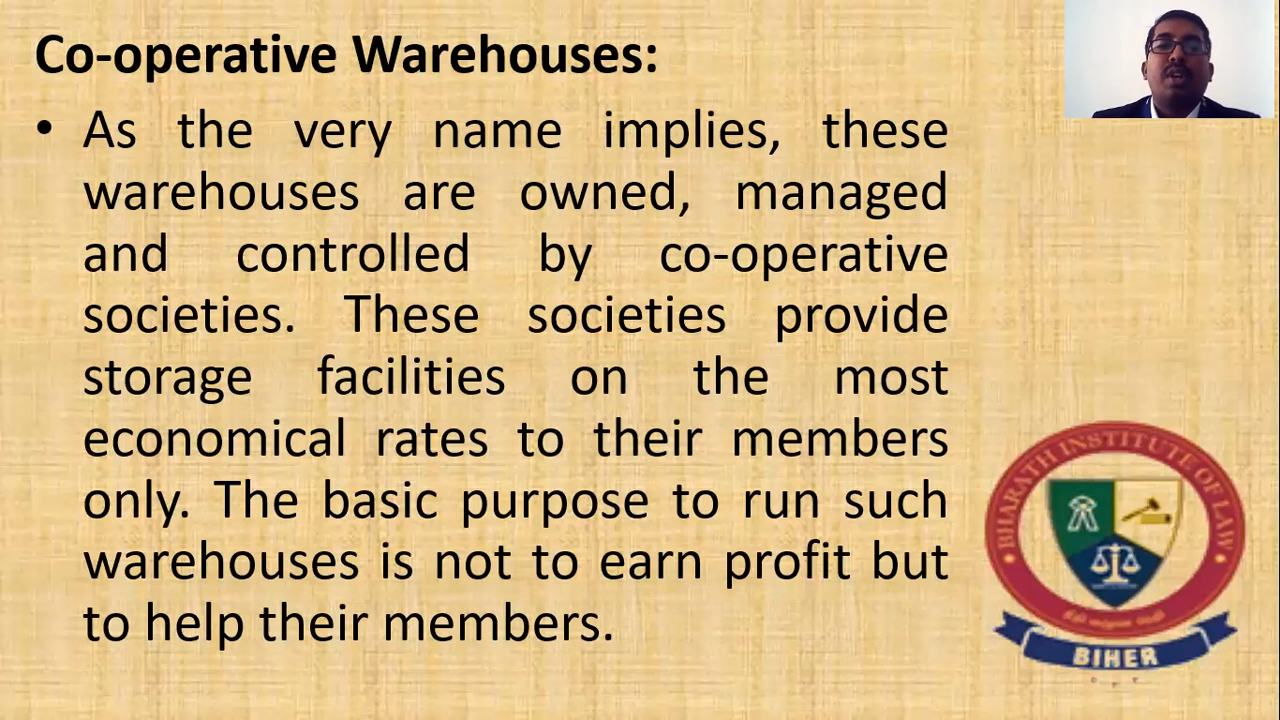 Co-operative Warehouses:
• As the very name implies, these
warehouses are owned, managed
and controlled by co-operative
societies. These societies provide
storage facilities on the most
economical rates to their members
only. The basic purpose to run such
warehouses is not to earn profit but
to help their members.
BHARATH INSTITUTE OF LAW
BIHER